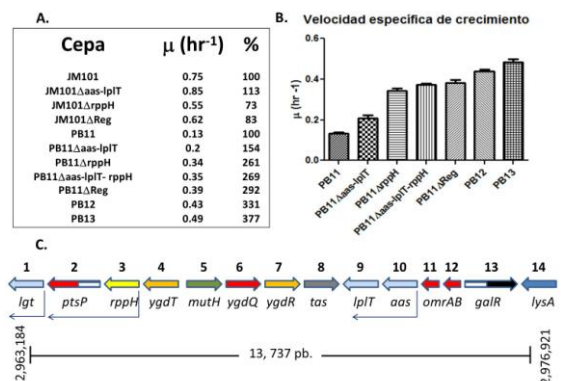 A.
Cepa μ (hr-1) %
JM101 0.75 100
JM101Δaas-lplT 0.85 113
JM101ΔrppH 0.55 73
JM101ΔReg 0.62 83
PB11 0.13 100
PB11Δaas-lplT 0.2 154
PB11ΔrppH 0.34 261
PB11Δaas-lplT- rppH 0.35 269
PB11ΔReg 0.39 292
PB12 0.43 331
PB13 0.49 377
B.
Velocidad especifica de crecimiento
μ (hr -1)
0.6
0.4
0.2
0.0
PB11
PB11Δaas-lplT
PB11ΔrppH
PB11Δaas-lplT-rppH
PB11ΔReg
PB12
PB13
C.
1 2 3 4 5 6 7 8 9 10 11 12 13 14
lgt ptsP rppH ygdT mutH ygdQ ygdR tas lplT aas omrAB galR lysA
2,963,184
13, 737 pb.
2,976,921